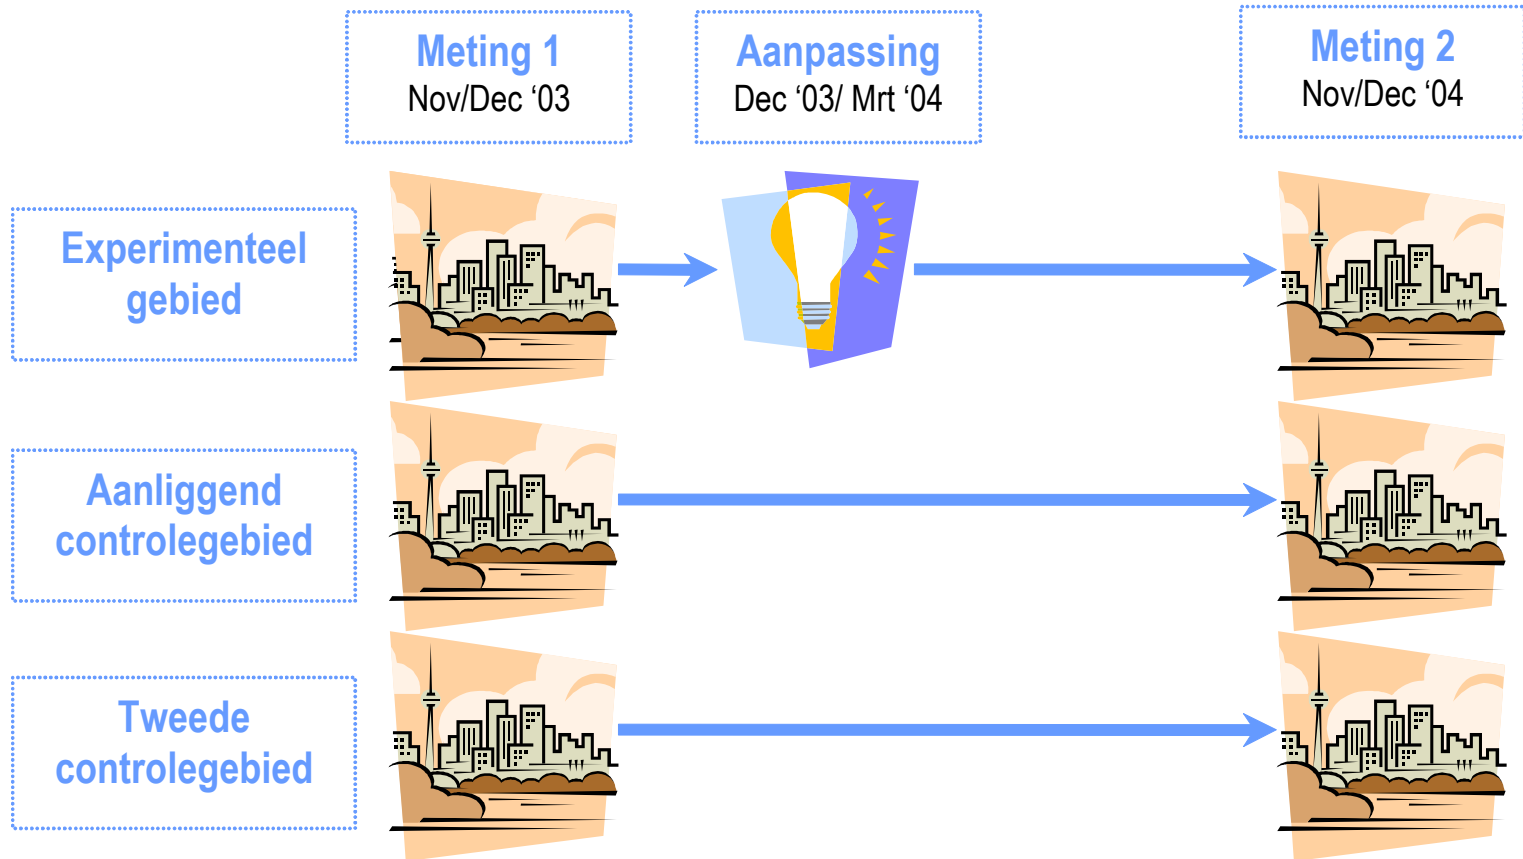 Meting 1
Nov/Dec ‘03
Aanpassing
Dec ‘03/ Mrt ‘04
Meting 2
Nov/Dec ‘04
Experimenteel
gebied
Aanliggend
controlegebied
Tweede
controlegebied